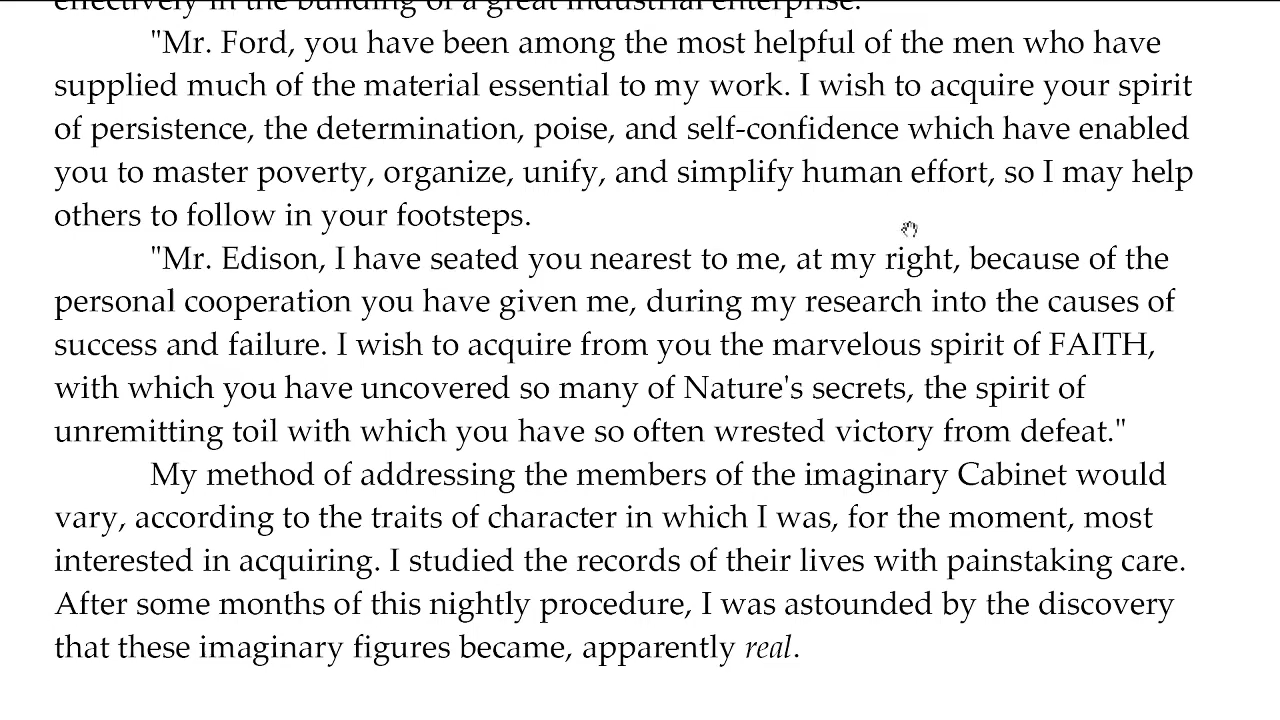 effectively in the building of a great industrial enterprise.
"Mr. Ford, you have been among the most helpful of the men who have
supplied much of the material essential to my work. I wish to acquire your spirit
of persistence, the determination, poise, and self-confidence which have enabled
you to master poverty, organize, unify, and simplify human effort, so I may help
others to follow in your footsteps.
"Mr. Edison, I have seated you nearest to me, at my right, because of the
personal cooperation you have given me, during my research into the causes of
success and failure. I wish to acquire from you the marvelous spirit of FAITH,
with which you have uncovered so many of Nature's secrets, the spirit of
unremitting toil with which you have so often wrested victory from defeat."
My method of addressing the members of the imaginary Cabinet would
vary, according to the traits of character in which I was, for the moment, most
interested in acquiring. I studied the records of their lives with painstaking care.
After some months of this nightly procedure, I was astounded by the discovery
that these imaginary figures became, apparently real.